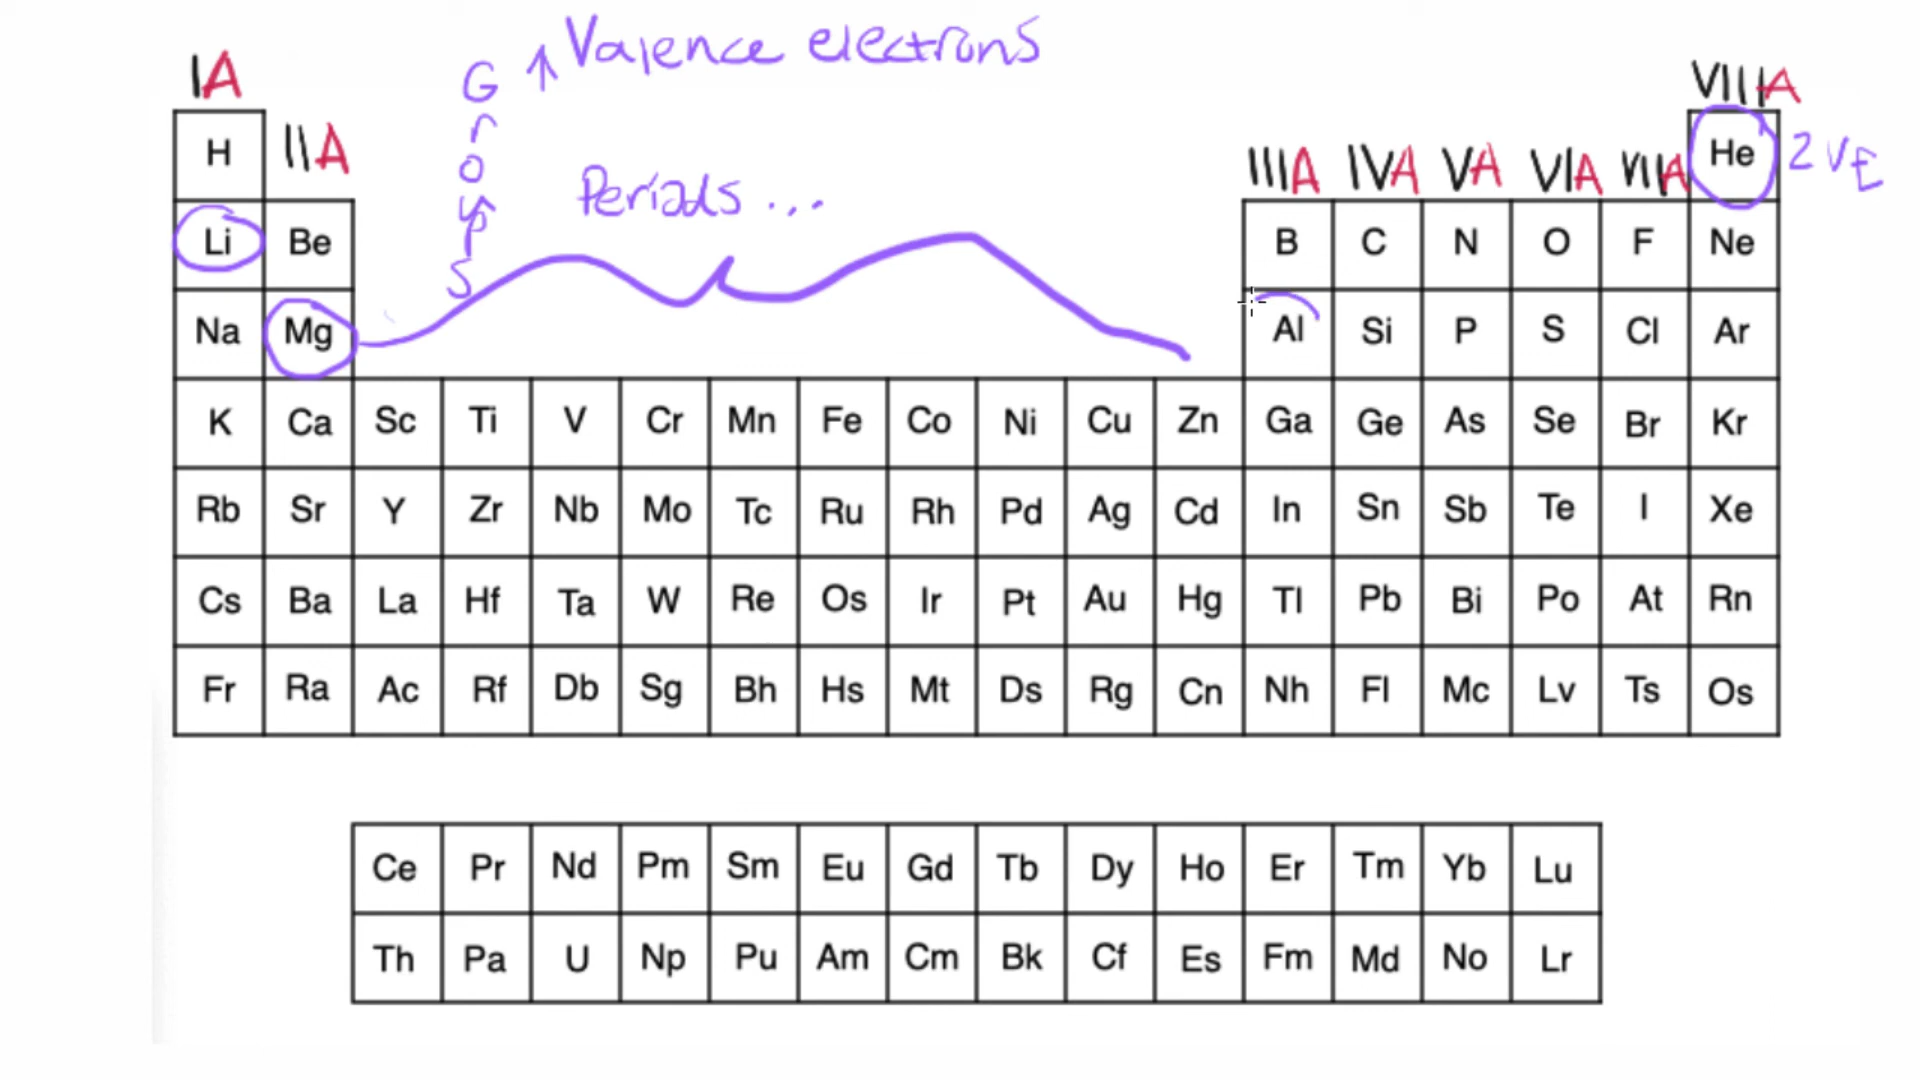 ↑ Valence electrons
Groups
Periods ...
IA
IIA
IIIA IVA VA VIA VIIA
VIIIA
H He 2 VE
Li Be B C N O F Ne
Na Mg Al Si P S Cl Ar
K Ca Sc Ti V Cr Mn Fe Co Ni Cu Zn Ga Ge As Se Br Kr
Rb Sr Y Zr Nb Mo Tc Ru Rh Pd Ag Cd In Sn Sb Te I Xe
Cs Ba La Hf Ta W Re Os Ir Pt Au Hg Tl Pb Bi Po At Rn
Fr Ra Ac Rf Db Sg Bh Hs Mt Ds Rg Cn Nh Fl Mc Lv Ts Os
Ce Pr Nd Pm Sm Eu Gd Tb Dy Ho Er Tm Yb Lu
Th Pa U Np Pu Am Cm Bk Cf Es Fm Md No Lr